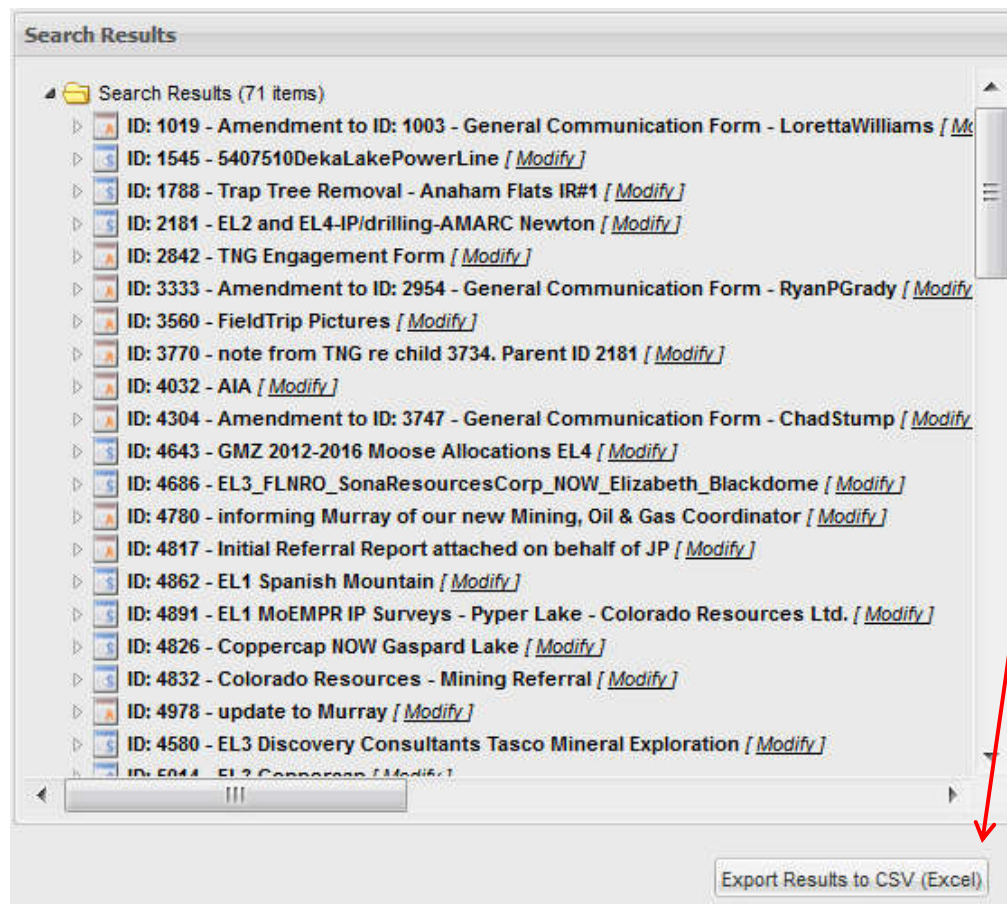 Search Results
Search Results (71 items)
ID: 1019 - Amendment to ID: 1003 - General Communication Form - LorettaWilliams [
ID: 1545 - 5407510DekaLakePowerLine [ Modify ]
ID: 1788 - Trap Tree Removal - Anaham Flats IR#1 [ Modify ]
ID: 2181 - EL2 and EL4-IP/drilling-AMARC Newton [ Modify ]
ID: 2842 - TNG Engagement Form [ Modify ]
ID: 3333 - Amendment to ID: 2954 - General Communication Form - RyanPGrady [ Modify
ID: 3560 - FieldTrip Pictures [ Modify ]
ID: 3770 - note from TNG re child 3734. Parent ID 2181 [ Modify ]
ID: 4032 - AIA [ Modify ]
ID: 4304 - Amendment to ID: 3747 - General Communication Form - ChadStump [ Modify
ID: 4643 - GMZ 2012-2016 Moose Allocations EL4 [ Modify ]
ID: 4686 - EL3_FLNRO_SonaResourcesCorp_NOW_Elizabeth_Blackdome [ Modify ]
ID: 4780 - informing Murray of our new Mining, Oil & Gas Coordinator [ Modify ]
ID: 4817 - Initial Referral Report attached on behalf of JP [ Modify ]
ID: 4862 - EL1 Spanish Mountain [ Modify ]
ID: 4891 - EL1 MoEMPR IP Surveys - Pyper Lake - Colorado Resources Ltd. [ Modify ]
ID: 4826 - Coppercap NOW Gaspard Lake [ Modify ]
ID: 4832 - Colorado Resources - Mining Referral [ Modify ]
ID: 4978 - update to Murray [ Modify ]
ID: 4580 - EL3 Discovery Consultants Tasco Mineral Exploration [ Modify ]
Export Results to CSV (Excel)